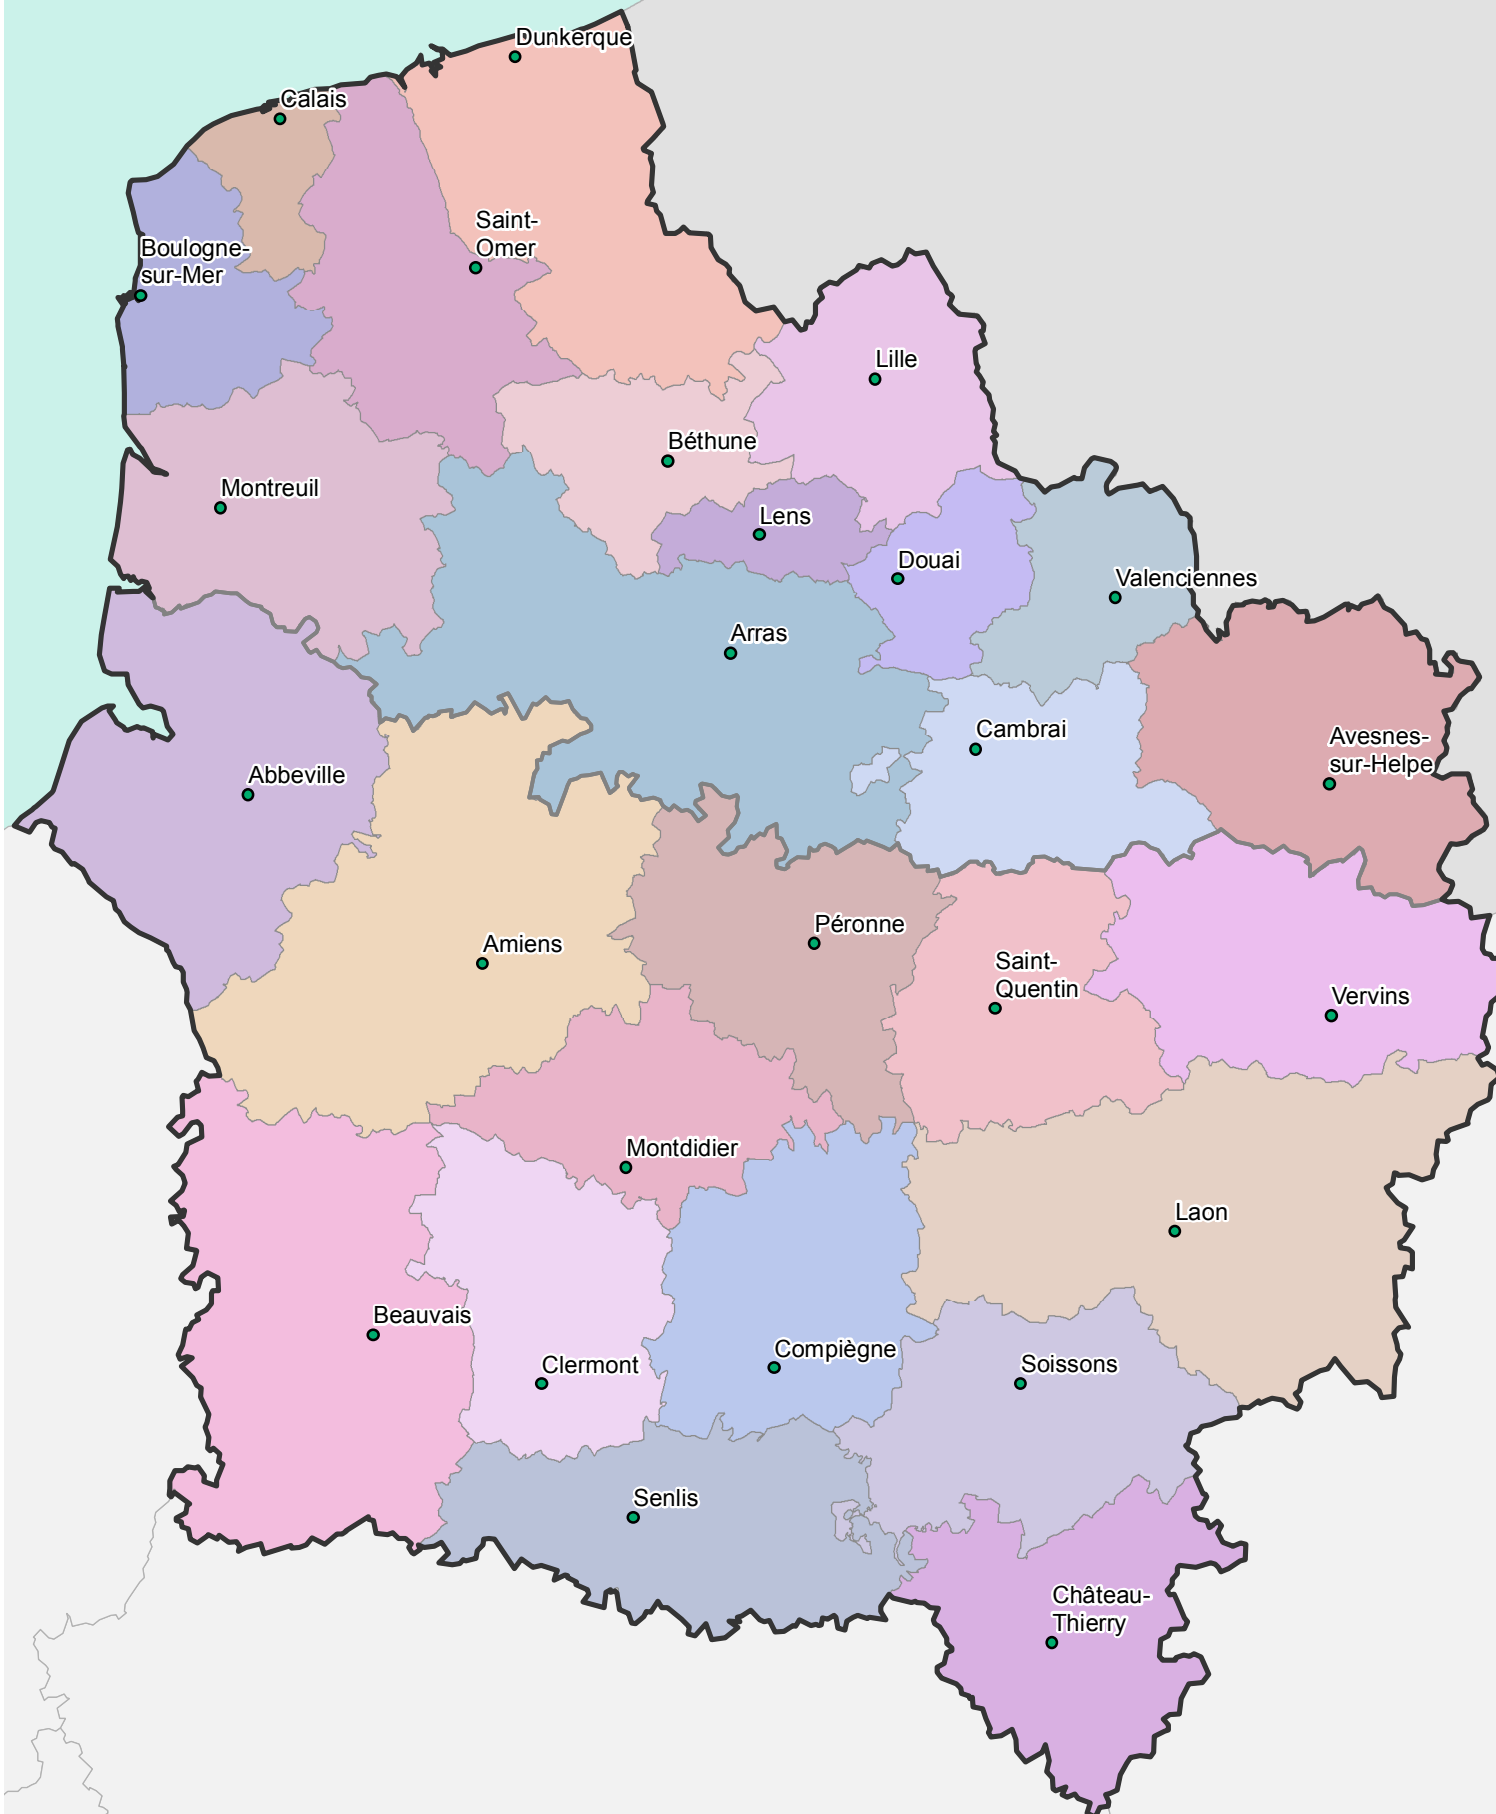 Dunkerque
Calais
Saint-
Omer
Boulogne-
sur-Mer
Lille
Béthune
Montreuil
Lens
Douai
Valenciennes
Arras
Cambrai
Avesnes-
sur-Helpe
Abbeville
Péronne
Amiens
Saint-
Quentin
Vervins
Montdidier
Laon
Beauvais
Compiègne
Clermont
Soissons
Senlis
Château-
Thierry